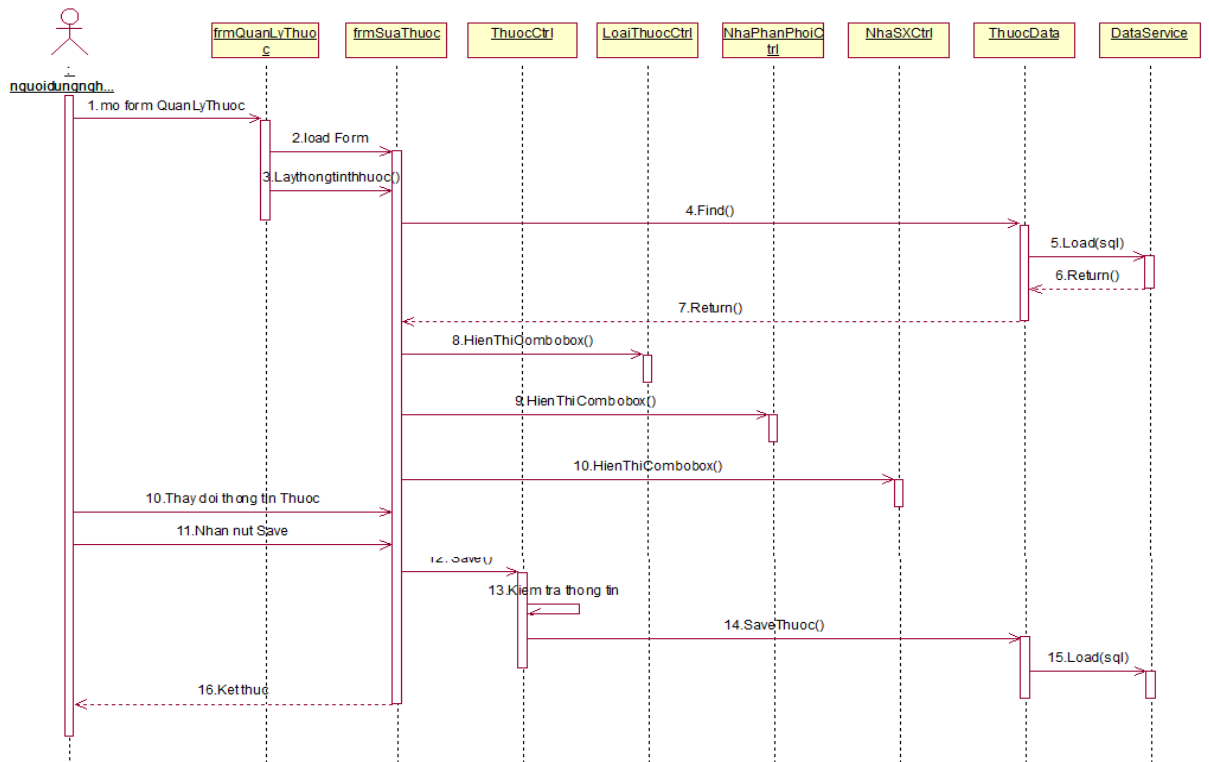 frmQuanLyThuo
c
frmSuaThuoc
ThuocCtrl
LoaiThuocCtrl
NhaPhanPhoiC
trl
NhaSXCtrl
ThuocData
DataService
:
nguoidungngh...
1.mo form QuanLyThuoc
2.load Form
3.Laythongtinthhuoc()
4.Find()
5.Load(sql)
6.Return()
7.Return()
8.HienThiCombobox()
9.HienThiCombobox()
10.HienThiCombobox()
10.Thay doi thong tin Thuoc
11.Nhan nut Save
12. Save()
13.Kiem tra thong tin
14.SaveThuoc()
15.Load(sql)
16.Ket thuc